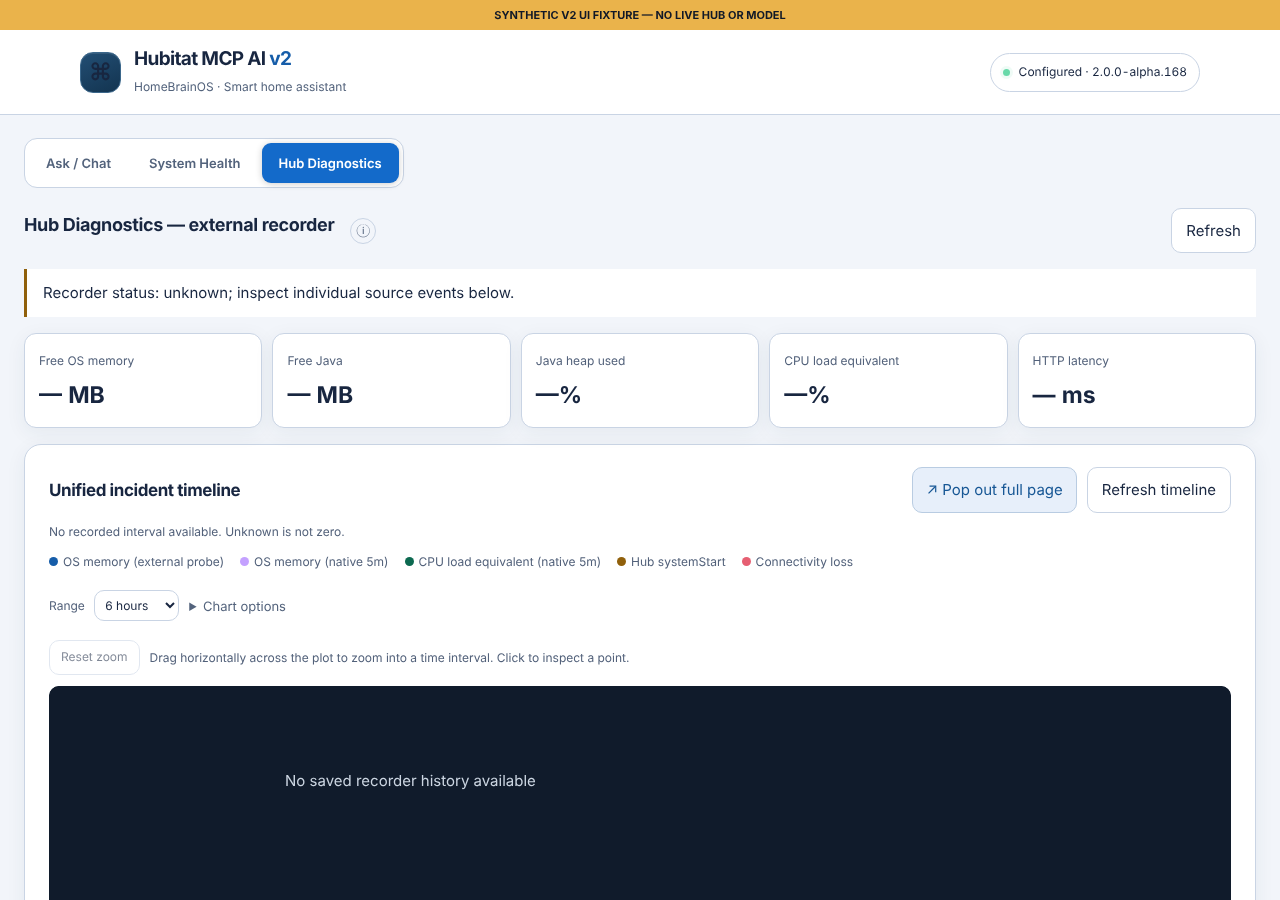 SYNTHETIC V2 UI FIXTURE — NO LIVE HUB OR MODEL
⌘
Hubitat MCP AI v2
HomeBrainOS · Smart home assistant
Configured · 2.0.0-alpha.168
Ask / Chat
System Health
Hub Diagnostics
Hub Diagnostics — external recorder
ⓘ
Refresh
Recorder status: unknown; inspect individual source events below.
Free OS memory
— MB
Free Java
— MB
Java heap used
—%
CPU load equivalent
—%
HTTP latency
— ms
Unified incident timeline
↗ Pop out full page
Refresh timeline
No recorded interval available. Unknown is not zero.
OS memory (external probe)
OS memory (native 5m)
CPU load equivalent (native 5m)
Hub systemStart
Connectivity loss
Range
6 hours
▶ Chart options
Reset zoom
Drag horizontally across the plot to zoom into a time interval. Click to inspect a point.
No saved recorder history available